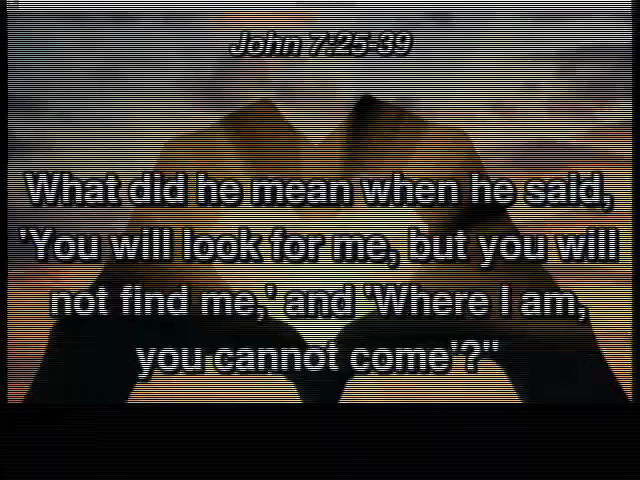 John 7:25-39
What did he mean when he said,
'You will look for me, but you will
not find me,' and 'Where I am,
you cannot come'?"